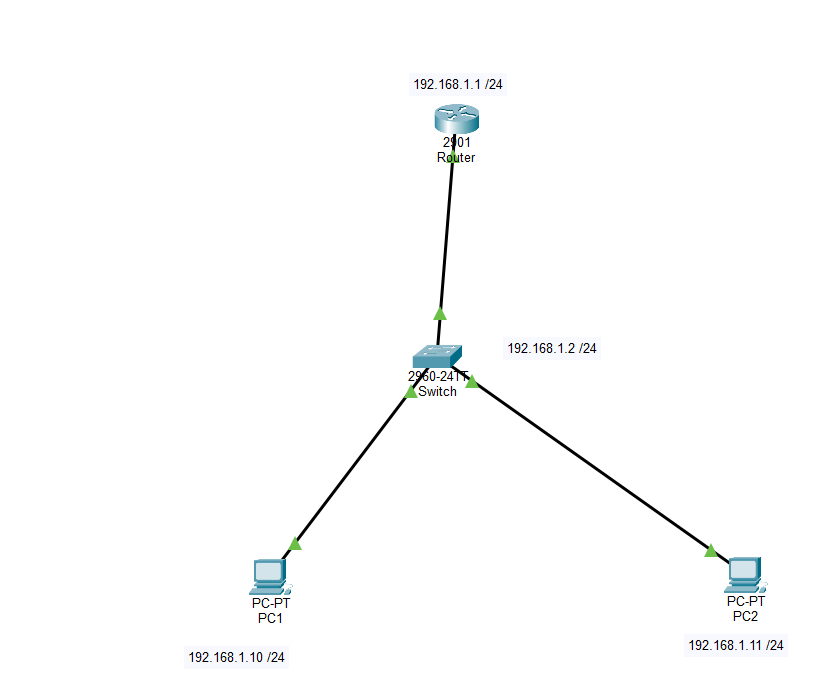 192.168.1.1 /24
2901
Router
192.168.1.2 /24
2960-24TT
Switch
PC-PT
PC1
PC-PT
PC2
192.168.1.11 /24
192.168.1.10 /24